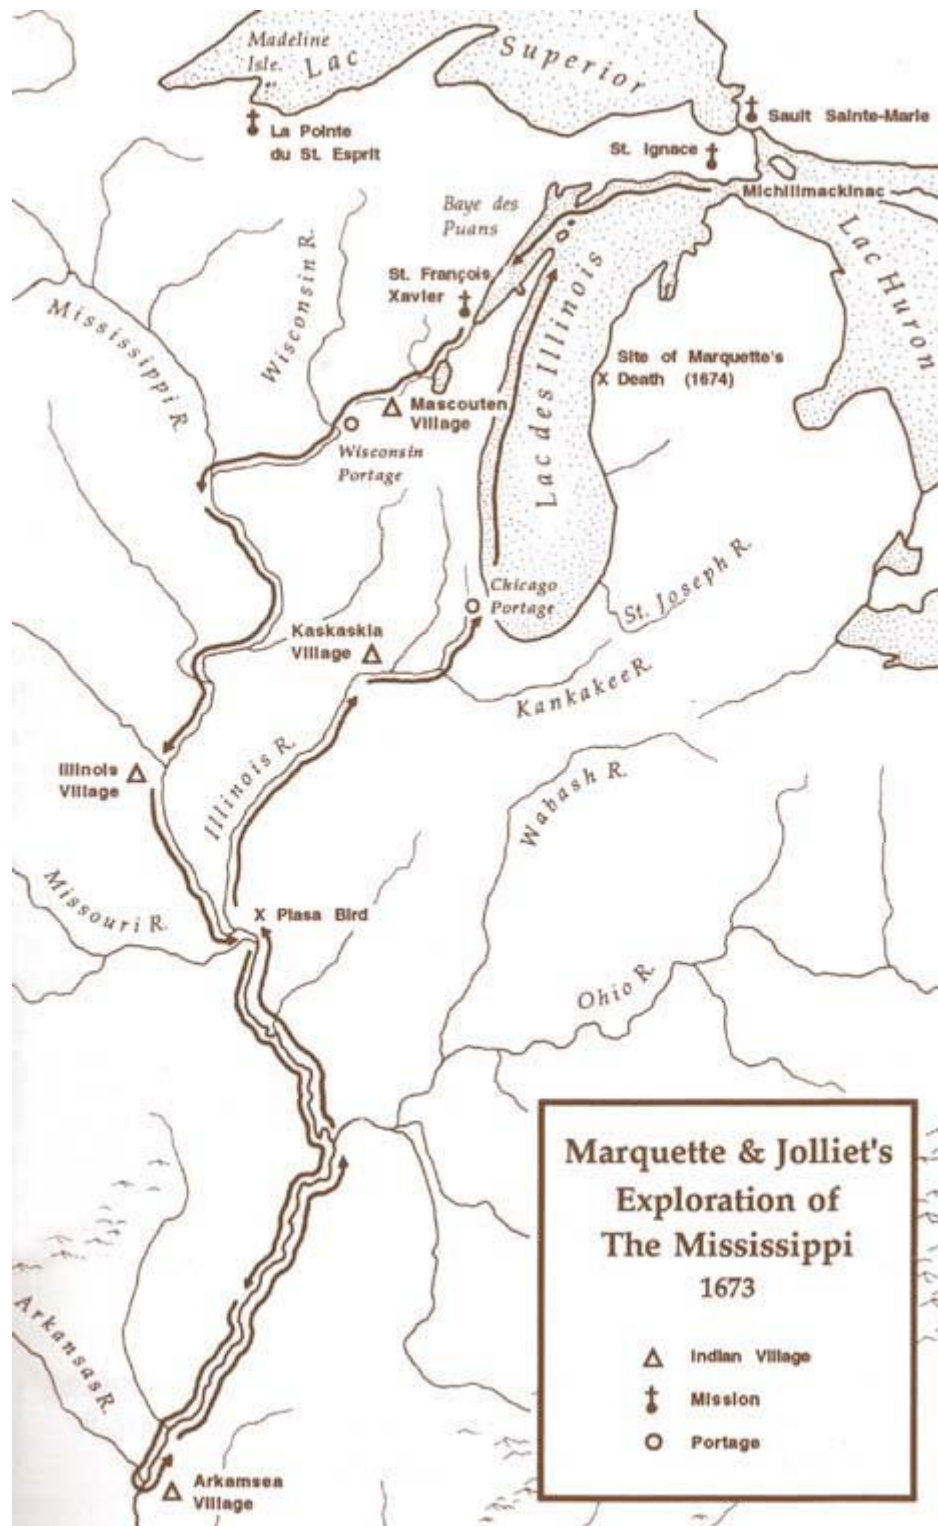 Madeline
Isle.
Lac
Superior
La Pointe
du St. Esprit
St. Ignace
Sault Sainte-Marie
Michilimackinac
Baye des
Puans
Lac Huron
St. François
Xavier
Wisconsin R.
Mississippi R.
Lac des Illinois
Site of Marquette's
X Death (1674)
Mascouten
Village
Wisconsin
Portage
Chicago
Portage
St. Joseph R.
Kaskaskia
Village
Kankakee R.
Illinois
Village
Illinois R.
Wabash R.
Missouri R.
X Piasa Bird
Ohio R.
Arkansas R.
Arkamsea
Village
Marquette & Jolliet's
Exploration of
The Mississippi
1673
Indian Village
Mission
Portage